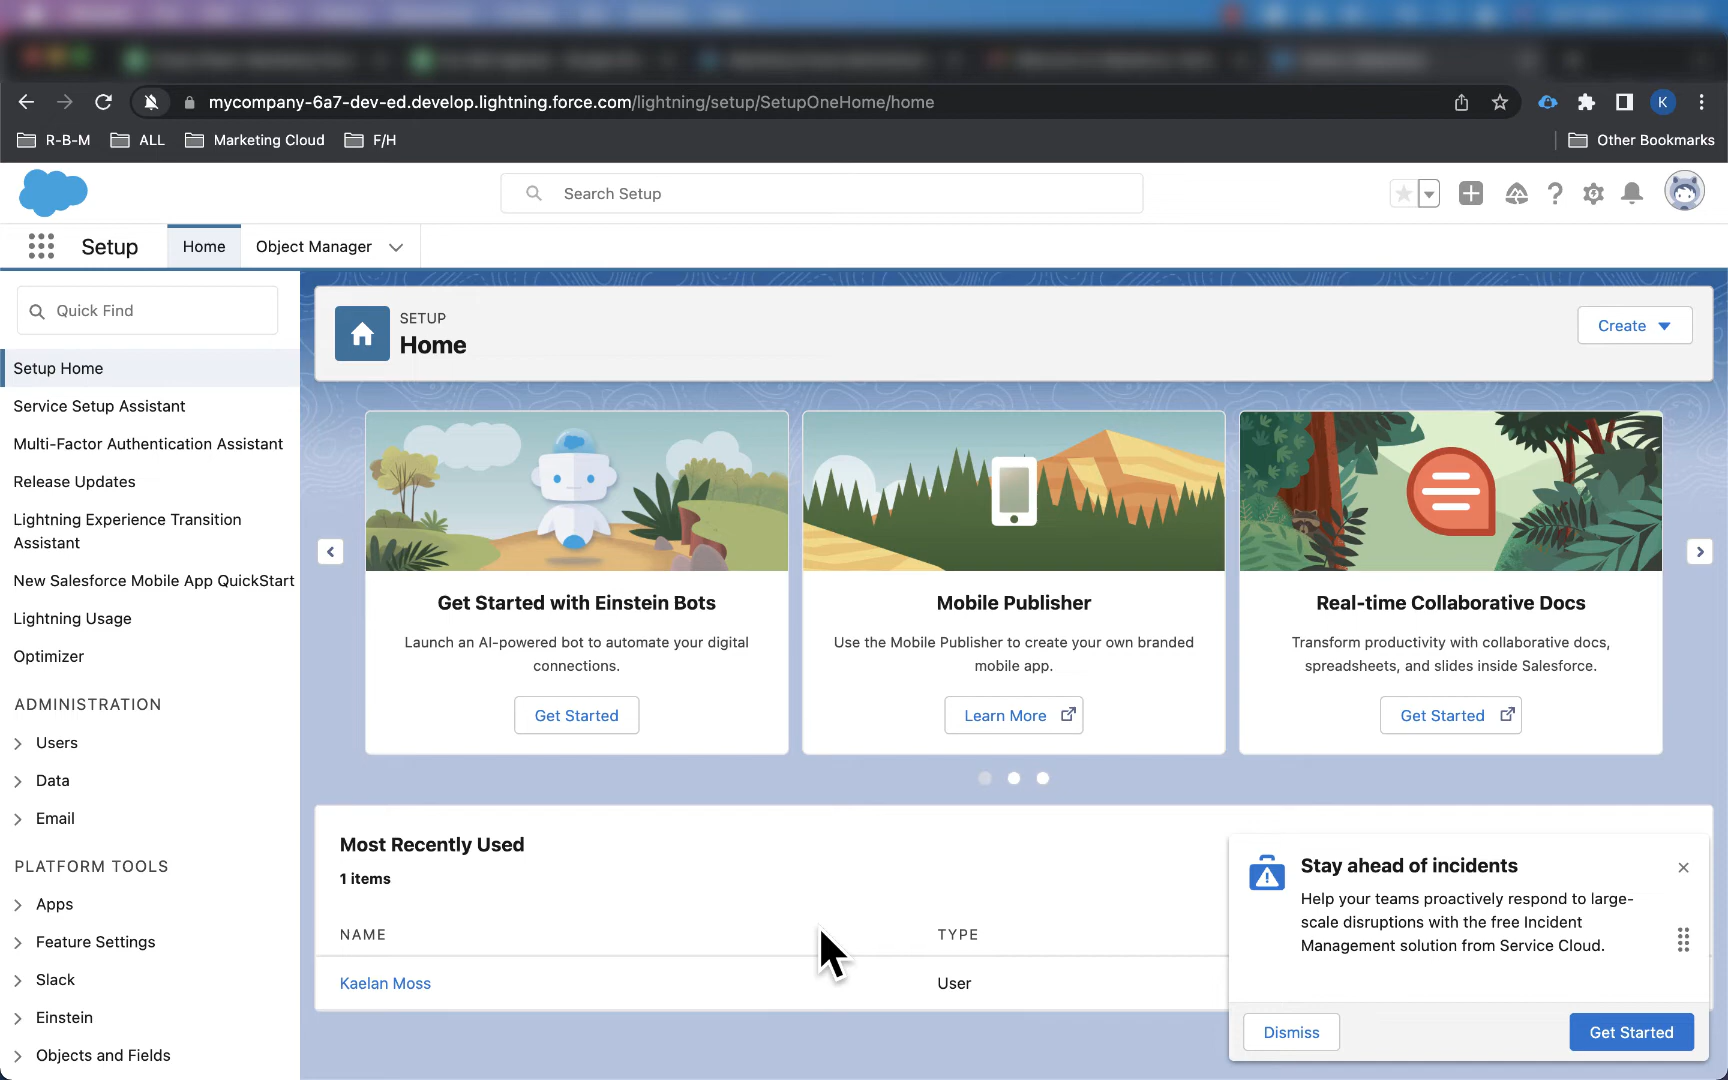 mycompany-6a7-dev-ed.develop.lightning.force.com/lightning/setup/SetupOneHome/home
K
R-B-M
ALL
Marketing Cloud
F/H
Other Bookmarks
Search Setup
Setup
Home
Object Manager
Quick Find
Setup Home
Service Setup Assistant
Multi-Factor Authentication Assistant
Release Updates
Lightning Experience Transition
Assistant
New Salesforce Mobile App QuickStart
Lightning Usage
Optimizer
ADMINISTRATION
Users
Data
Email
PLATFORM TOOLS
Apps
Feature Settings
Slack
Einstein
Objects and Fields
SETUP
Home
Create
Get Started with Einstein Bots
Launch an AI-powered bot to automate your digital
connections.
Get Started
Mobile Publisher
Use the Mobile Publisher to create your own branded
mobile app.
Learn More
Real-time Collaborative Docs
Transform productivity with collaborative docs,
spreadsheets, and slides inside Salesforce.
Get Started
Most Recently Used
1 items
NAME
TYPE
Kaelan Moss
User
Stay ahead of incidents
Help your teams proactively respond to large-
scale disruptions with the free Incident
Management solution from Service Cloud.
Dismiss
Get Started